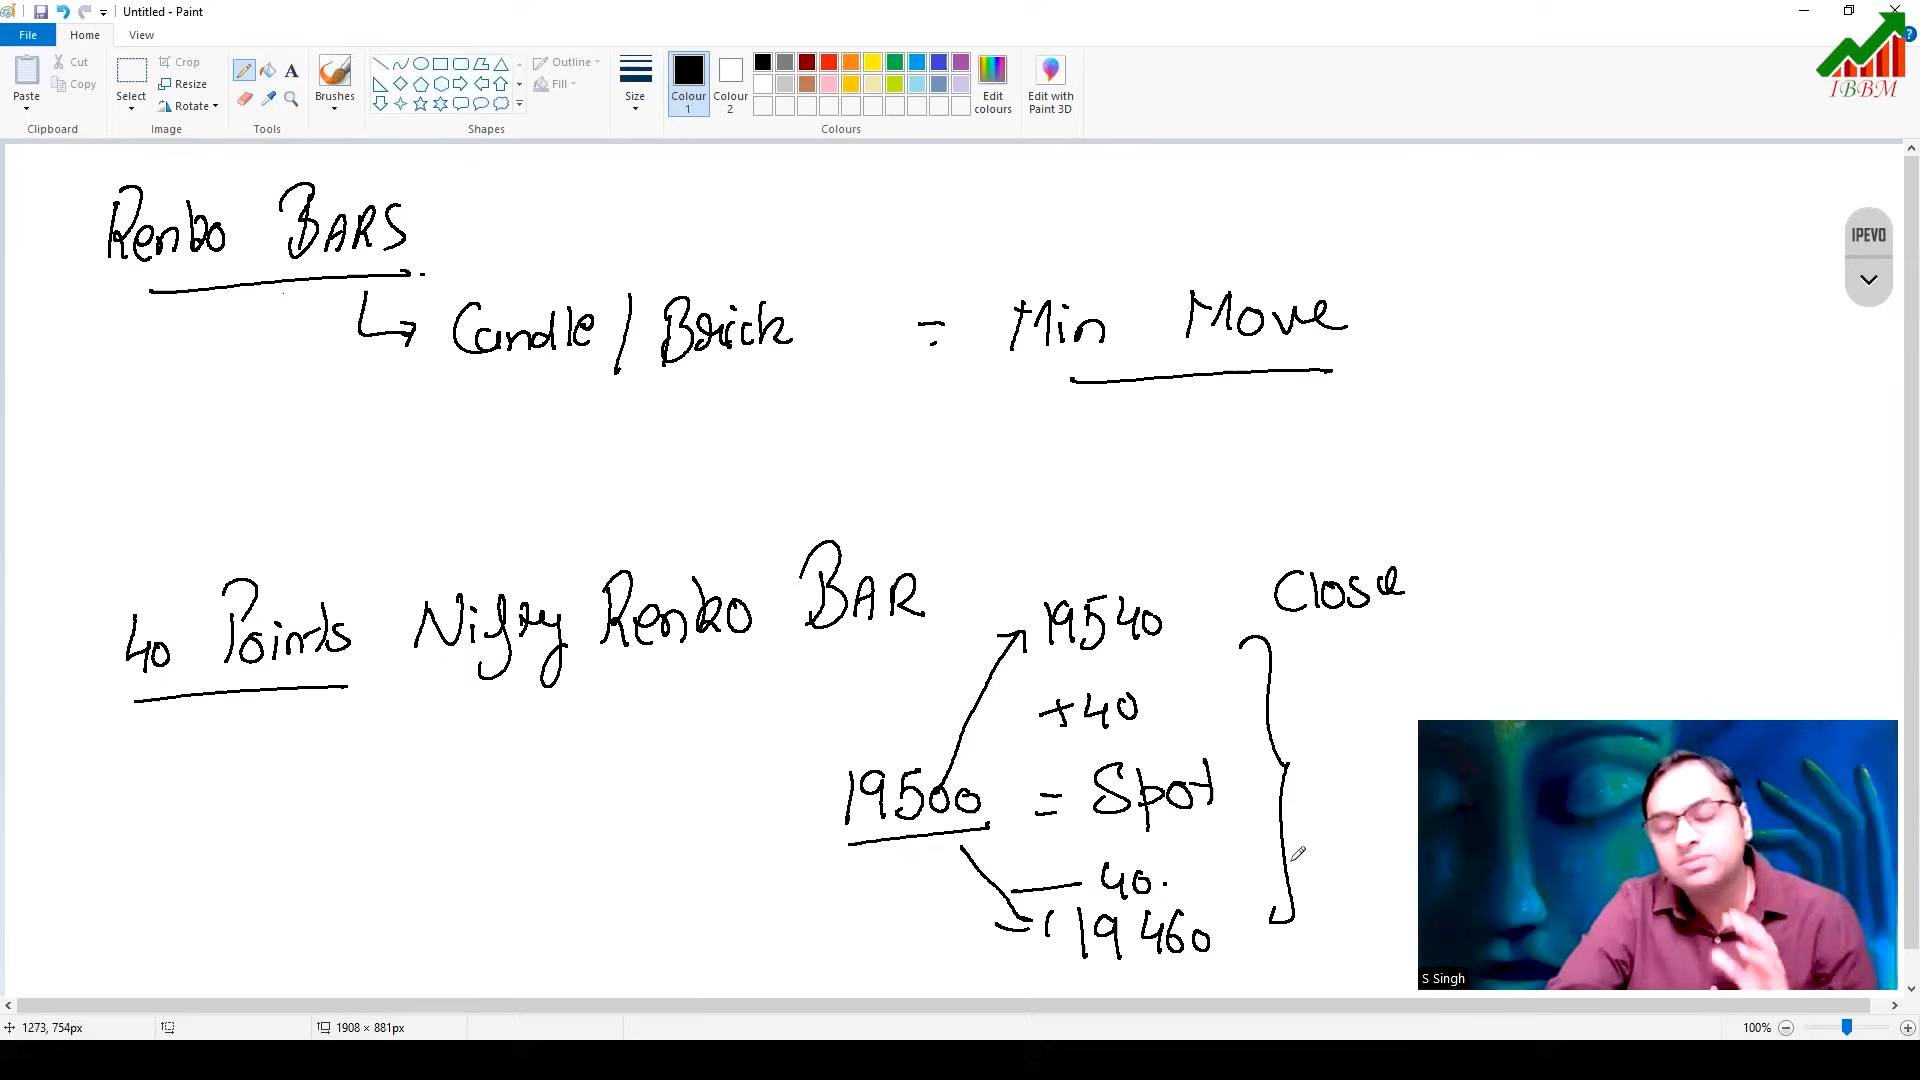 Untitled - Paint
File Home View
Paste
Cut
Copy
Clipboard
Select
Crop
Resize
Rotate
Image
A
Tools
Brushes
Outline
Fill
Shapes
Size
Colour 1
Colour 2
Edit colours
Edit with Paint 3D
Colours
IBBM
IPEVO
Renko BARS
Candle / Brick = Min Move
40 Points Nifty Renko BAR
19540
Close
+40
19500 = Spot
40.
19460
S Singh
1273, 754px
1908 × 881px
100%